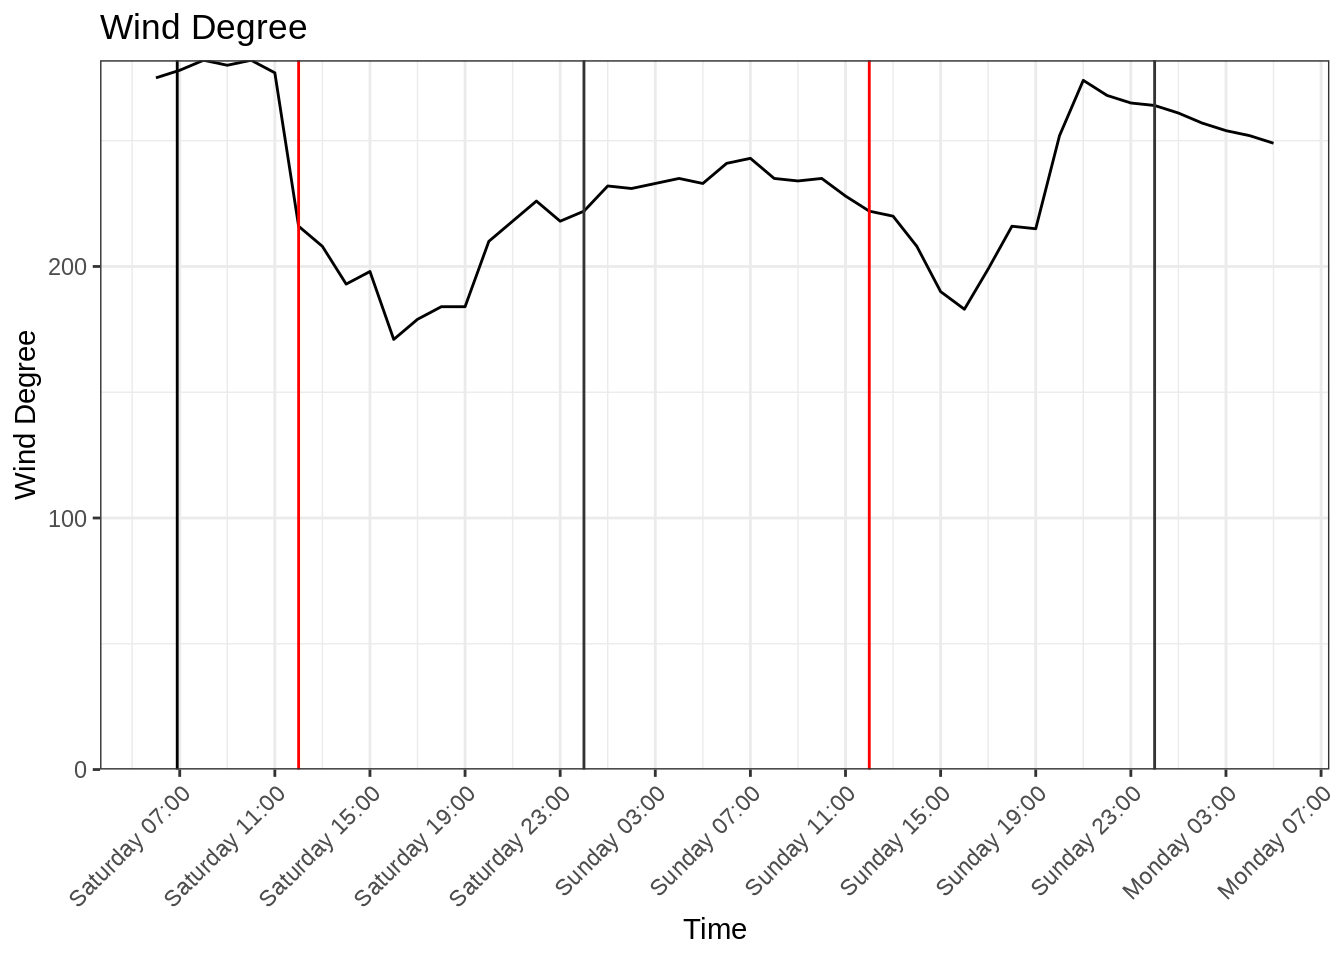 Wind Degree
Wind Degree
200
100
0
Saturday 07:00
Saturday 11:00
Saturday 15:00
Saturday 19:00
Saturday 23:00
Sunday 03:00
Sunday 07:00
Sunday 11:00
Sunday 15:00
Sunday 19:00
Sunday 23:00
Monday 03:00
Monday 07:00
Time